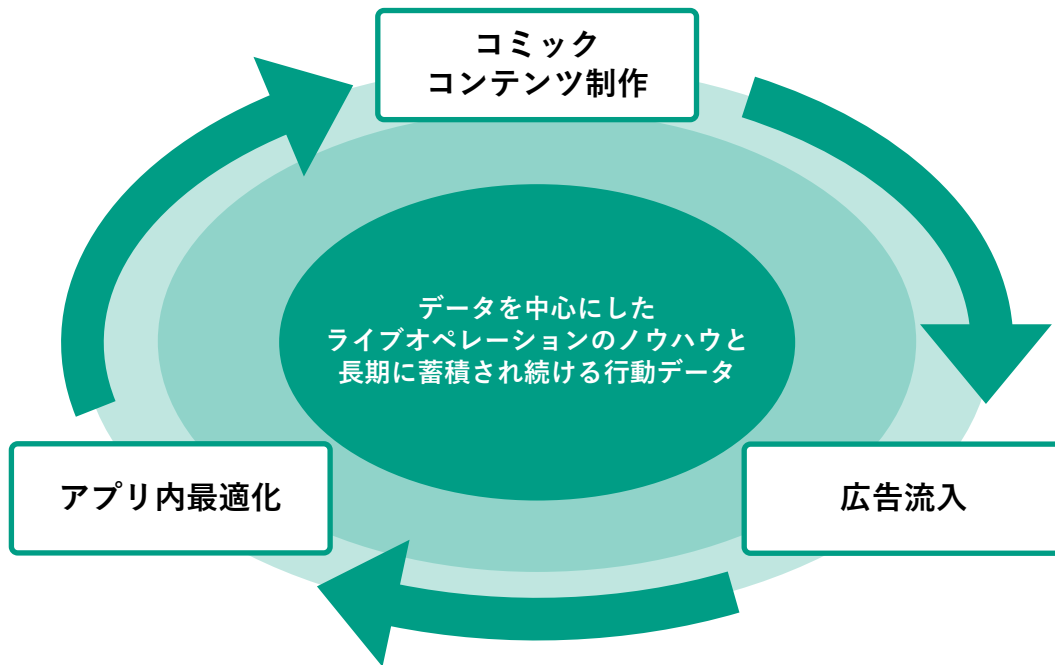 コミック
コンテンツ制作
データを中心にした
ライブオペレーションのノウハウと
長期に蓄積され続ける行動データ
アプリ内最適化
広告流入